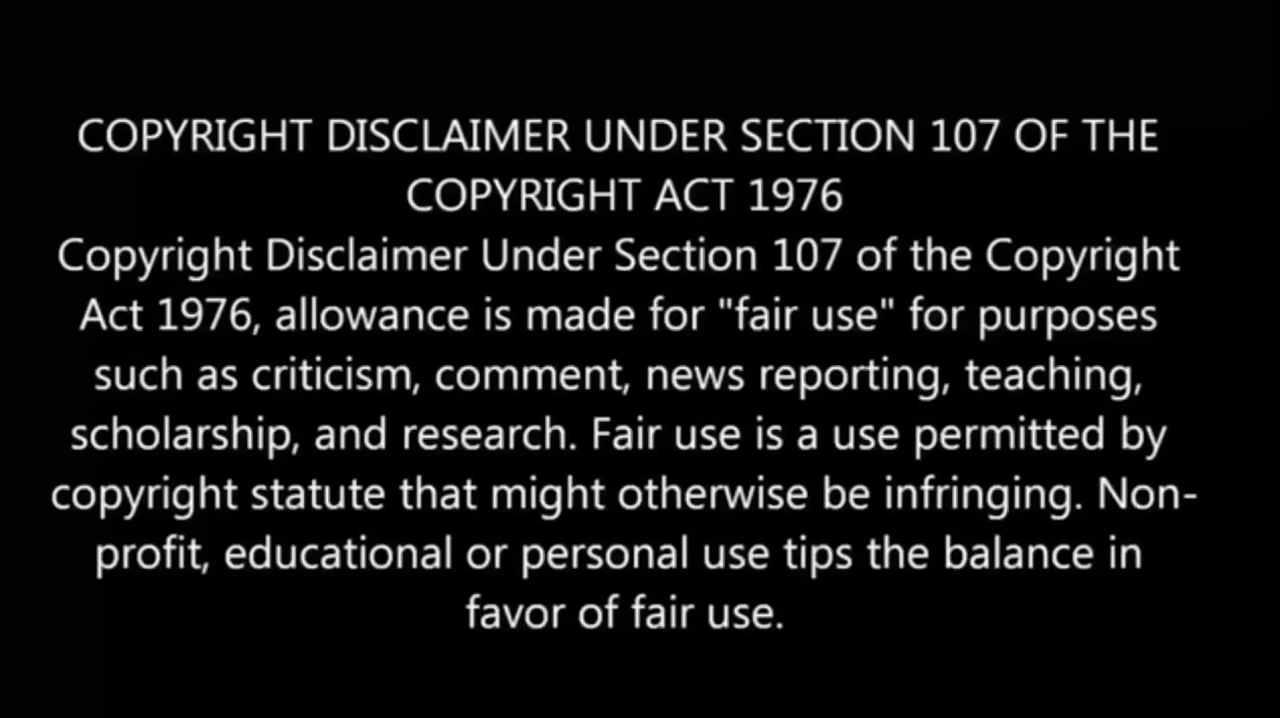 COPYRIGHT DISCLAIMER UNDER SECTION 107 OF THE
COPYRIGHT ACT 1976
Copyright Disclaimer Under Section 107 of the Copyright
Act 1976, allowance is made for "fair use" for purposes
such as criticism, comment, news reporting, teaching,
scholarship, and research. Fair use is a use permitted by
copyright statute that might otherwise be infringing. Non-
profit, educational or personal use tips the balance in
favor of fair use.